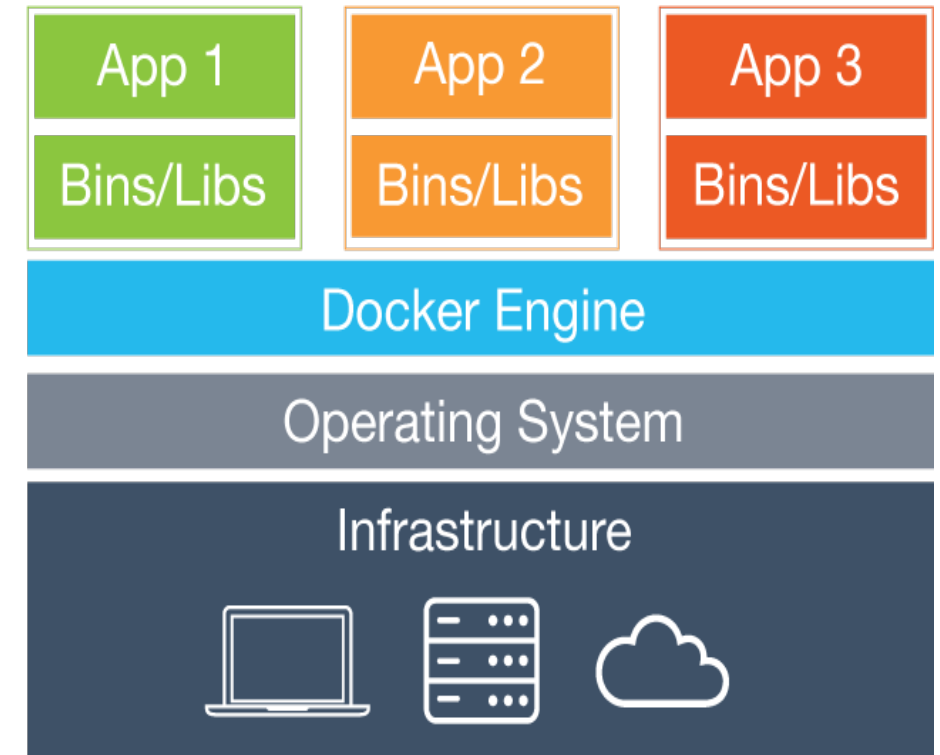 App 1
App 2
App 3
Bins/Libs
Bins/Libs
Bins/Libs
Docker Engine
Operating System
Infrastructure